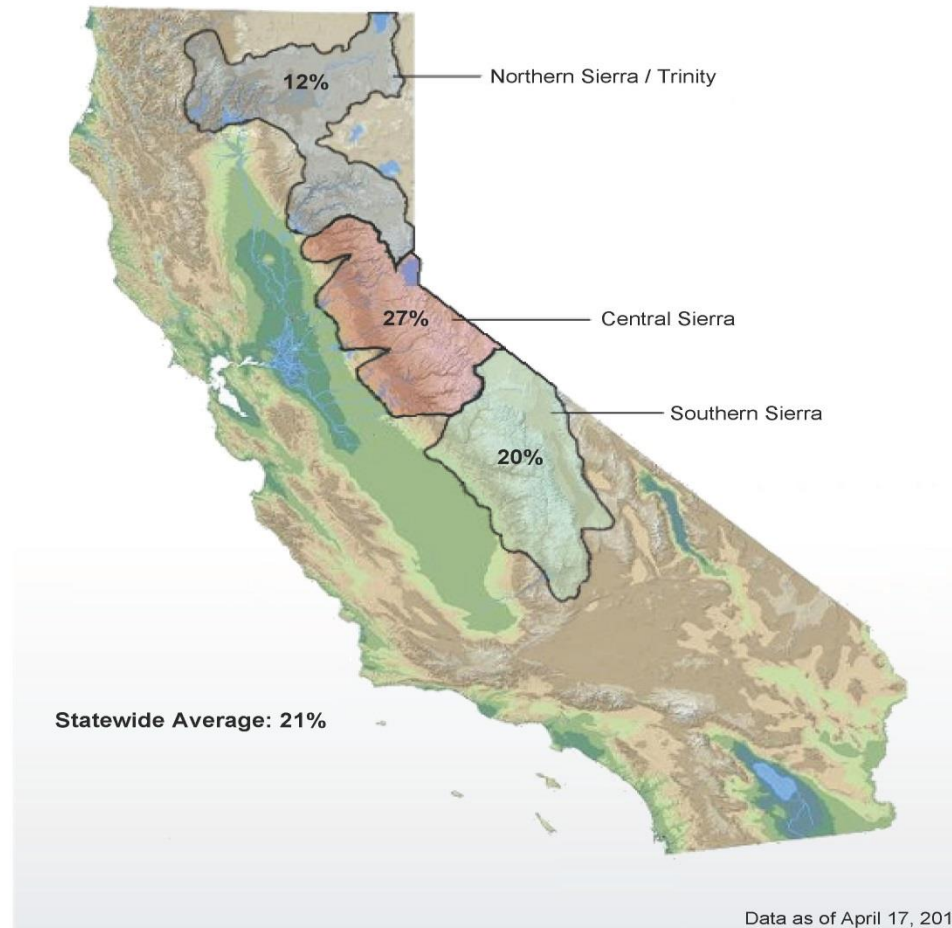 12%
Northern Sierra / Trinity
27%
Central Sierra
Southern Sierra
20%
Statewide Average: 21%
Data as of April 17, 201